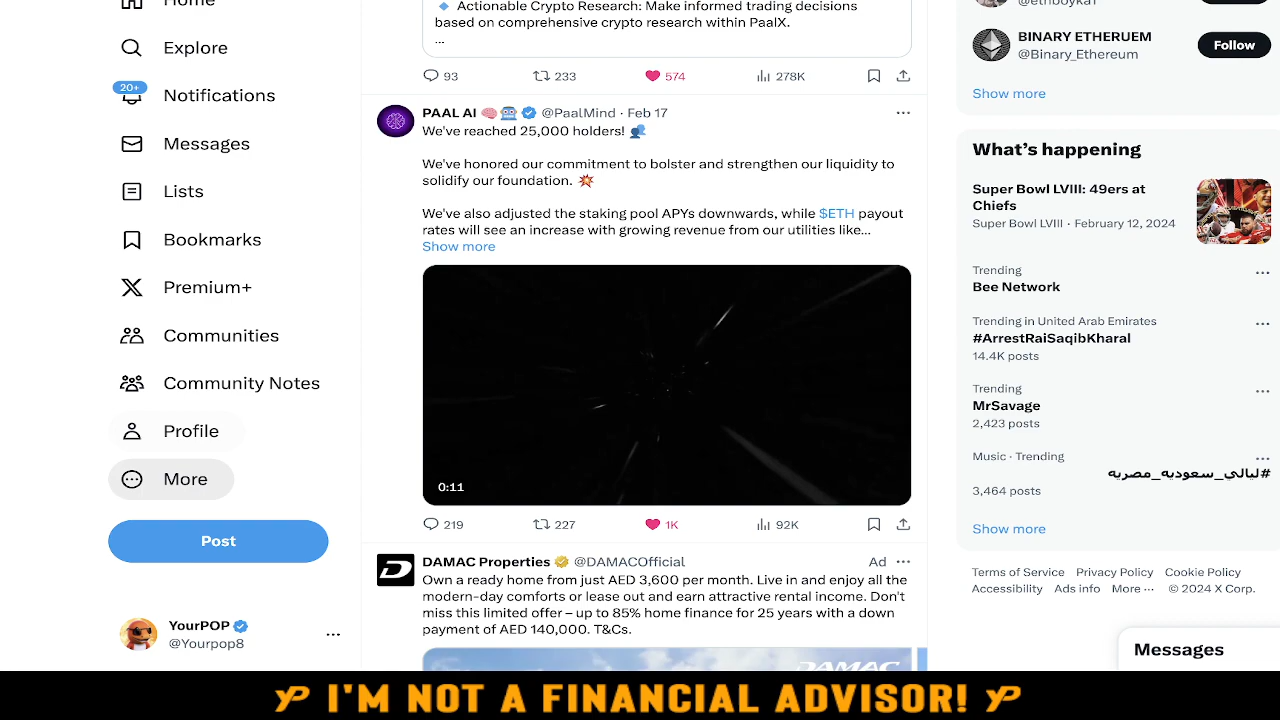 Home
Explore
20+
Notifications
Messages
Lists
Bookmarks
Premium+
Communities
Community Notes
Profile
More
Post
YourPOP
@Yourpop8
Actionable Crypto Research: Make informed trading decisions
based on comprehensive crypto research within PaalX.
...
93 233 574 278K
PAAL AI @PaalMind · Feb 17
We've reached 25,000 holders!
We've honored our commitment to bolster and strengthen our liquidity to
solidify our foundation.
We've also adjusted the staking pool APYs downwards, while $ETH payout
rates will see an increase with growing revenue from our utilities like...
Show more
0:11
219 227 1K 92K
DAMAC Properties @DAMACOfficial Ad
Own a ready home from just AED 3,600 per month. Live in and enjoy all the
modern-day comforts or lease out and earn attractive rental income. Don't
miss this limited offer – up to 85% home finance for 25 years with a down
payment of AED 140,000. T&Cs.
DAMAC
@ethboyka1
BINARY ETHERUEM
@Binary_Ethereum
Follow
Show more
What's happening
Super Bowl LVIII: 49ers at
Chiefs
Super Bowl LVIII · February 12, 2024
Trending
Bee Network
Trending in United Arab Emirates
#ArrestRaiSaqibKharal
14.4K posts
Trending
MrSavage
2,423 posts
Music · Trending
#ليالي_سعوديه_مصريه
3,464 posts
Show more
Terms of Service Privacy Policy Cookie Policy
Accessibility Ads info More ··· © 2024 X Corp.
Messages
I'M NOT A FINANCIAL ADVISOR!